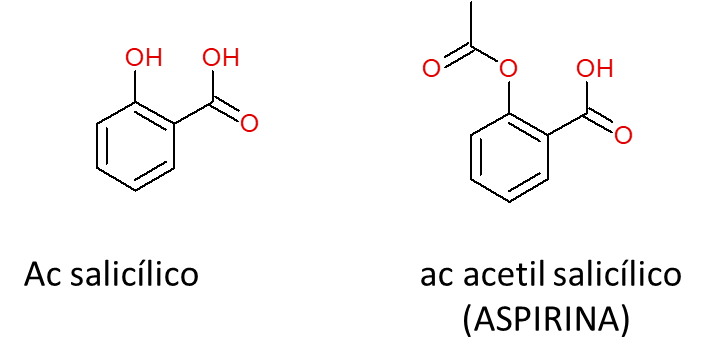 OH OH
O
O O OH
O
Ac salicílico
ac acetil salicílico
(ASPIRINA)